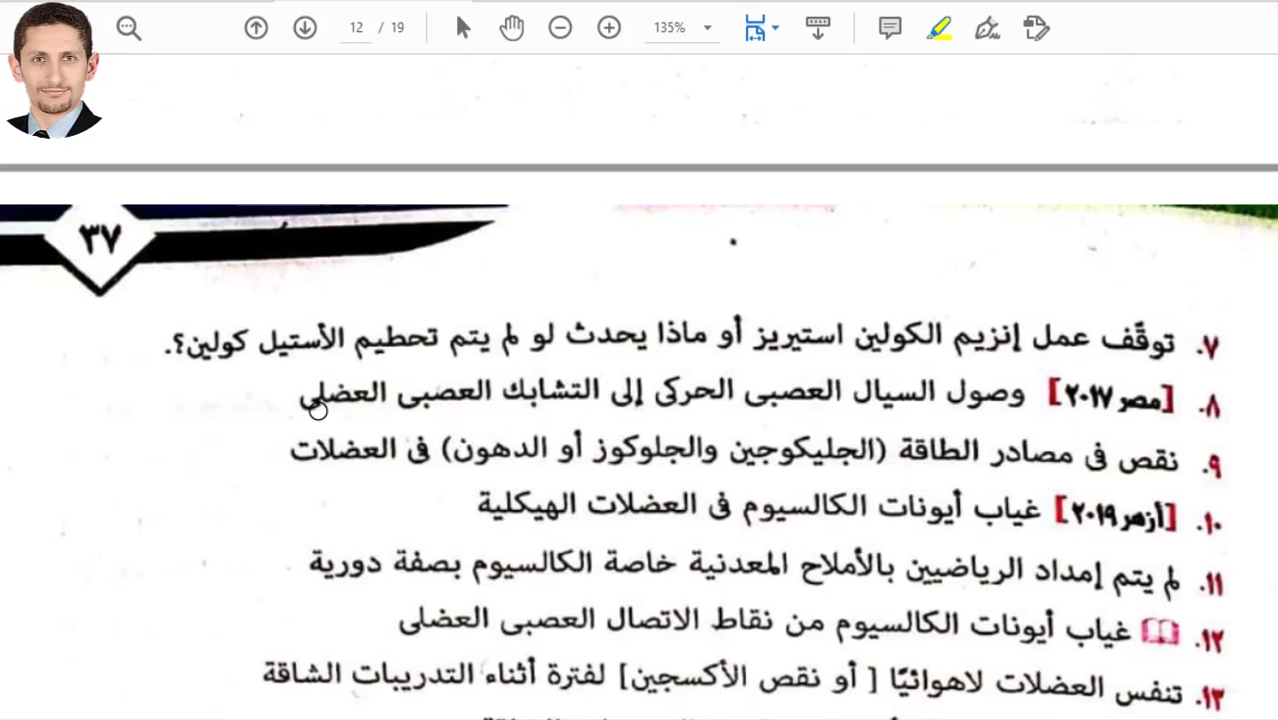 12 / 19
135%
٣٧
٧. توقَّف عمل إنزيم الكولين استيريز أو ماذا يحدث لو لم يتم تحطيم الأستيل كولين؟.
٨. [مصر ٢٠١٧] وصول السيال العصبى الحركى إلى التشابك العصبى العضلى
٩. نقص فى مصادر الطاقة (الجليكوجين والجلوكوز أو الدهون) فى العضلات
١٠. [أزهر ٢٠١٩] غياب أيونات الكالسيوم فى العضلات الهيكلية
١١. لم يتم إمداد الرياضيين بالأملاح المعدنية خاصة الكالسيوم بصفة دورية
١٢. غياب أيونات الكالسيوم من نقاط الاتصال العصبى العضلى
١٣. تنفس العضلات لاهوائيًا [ أو نقص الأكسجين] لفترة أثناء التدريبات الشاقة